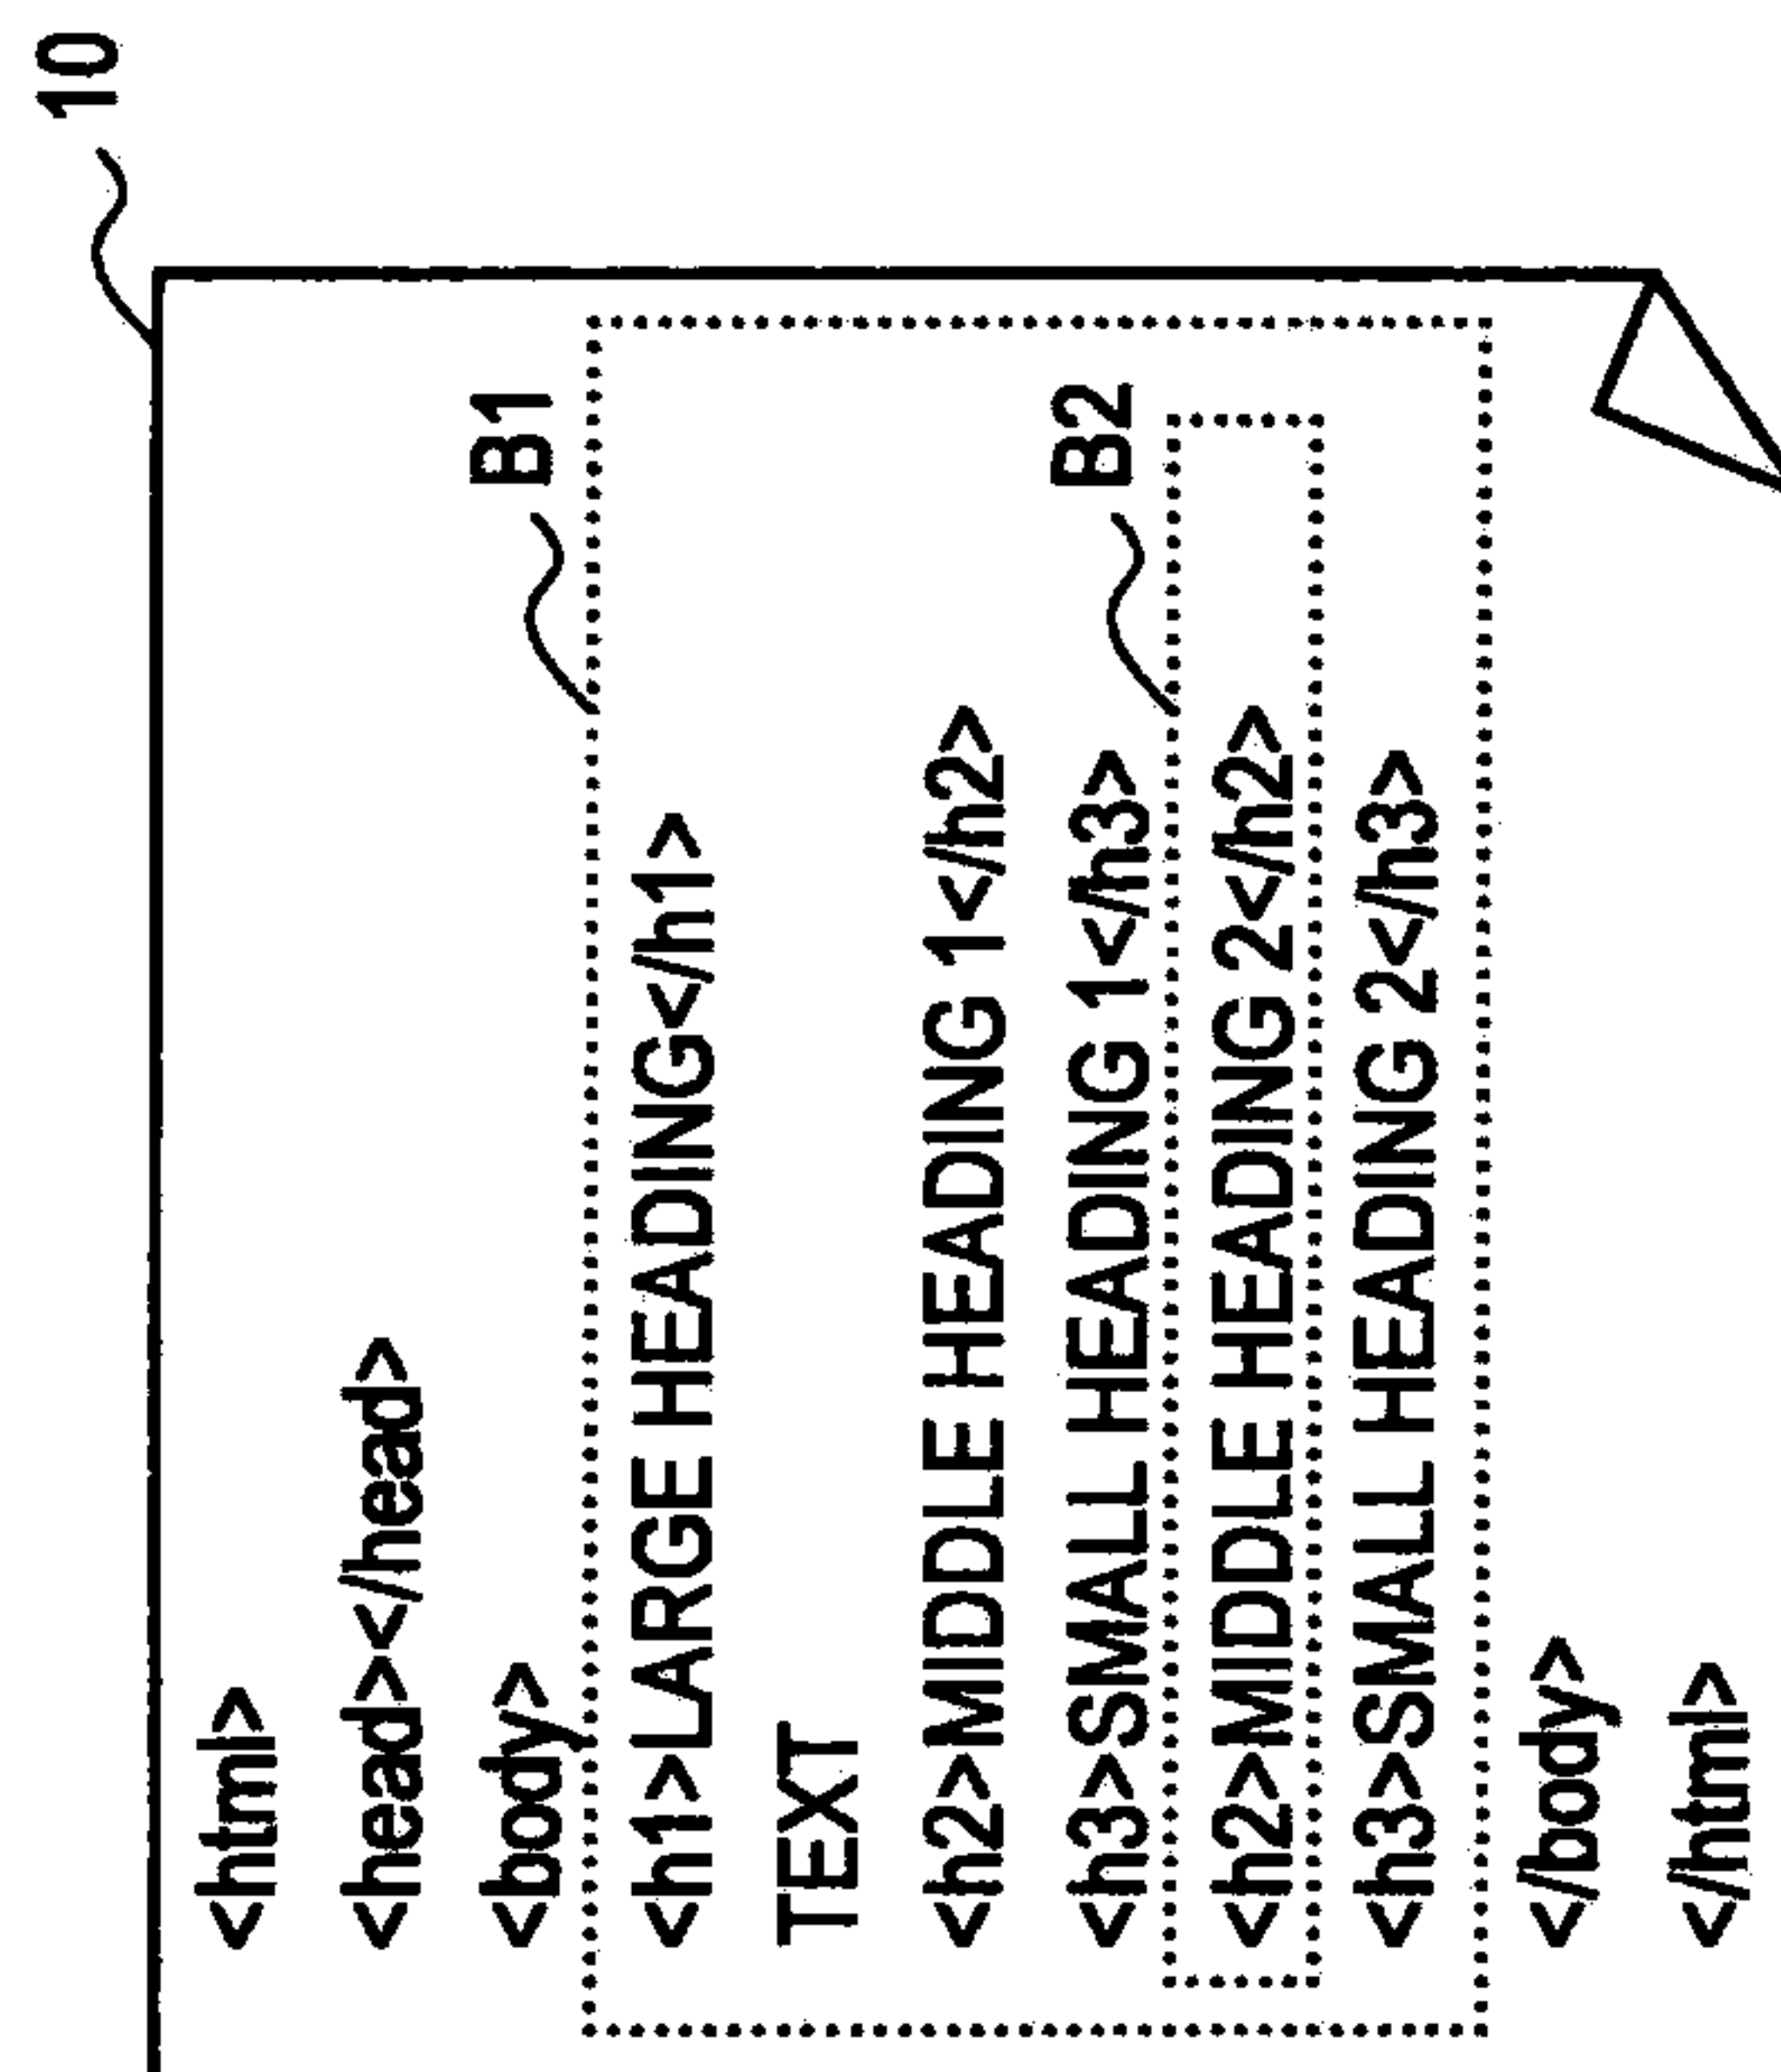 10
<html>
<head></head>
<body>
B1
<h1>LARGE HEADING</h1>
TEXT
<h2>MIDDLE HEADING 1</h2>
<h3>SMALL HEADING 1</h3>
B2
<h2>MIDDLE HEADING 2</h2>
<h3>SMALL HEADING 2</h3>
</body>
</html>